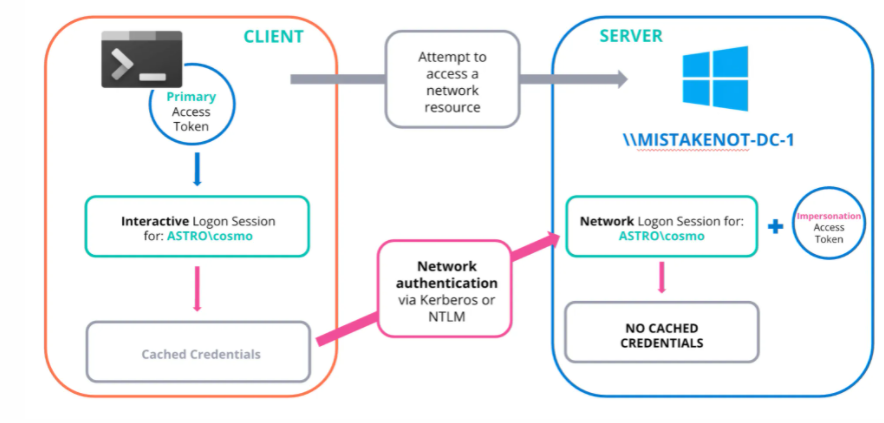 CLIENT
Primary
Access
Token
Interactive Logon Session
for: ASTRO\cosmo
Cached Credentials
Attempt to
access a
network
resource
Network
authentication
via Kerberos or
NTLM
SERVER
\\MISTAKENOT-DC-1
Network Logon Session for:
ASTRO\cosmo
Impersonation
Access
Token
NO CACHED
CREDENTIALS